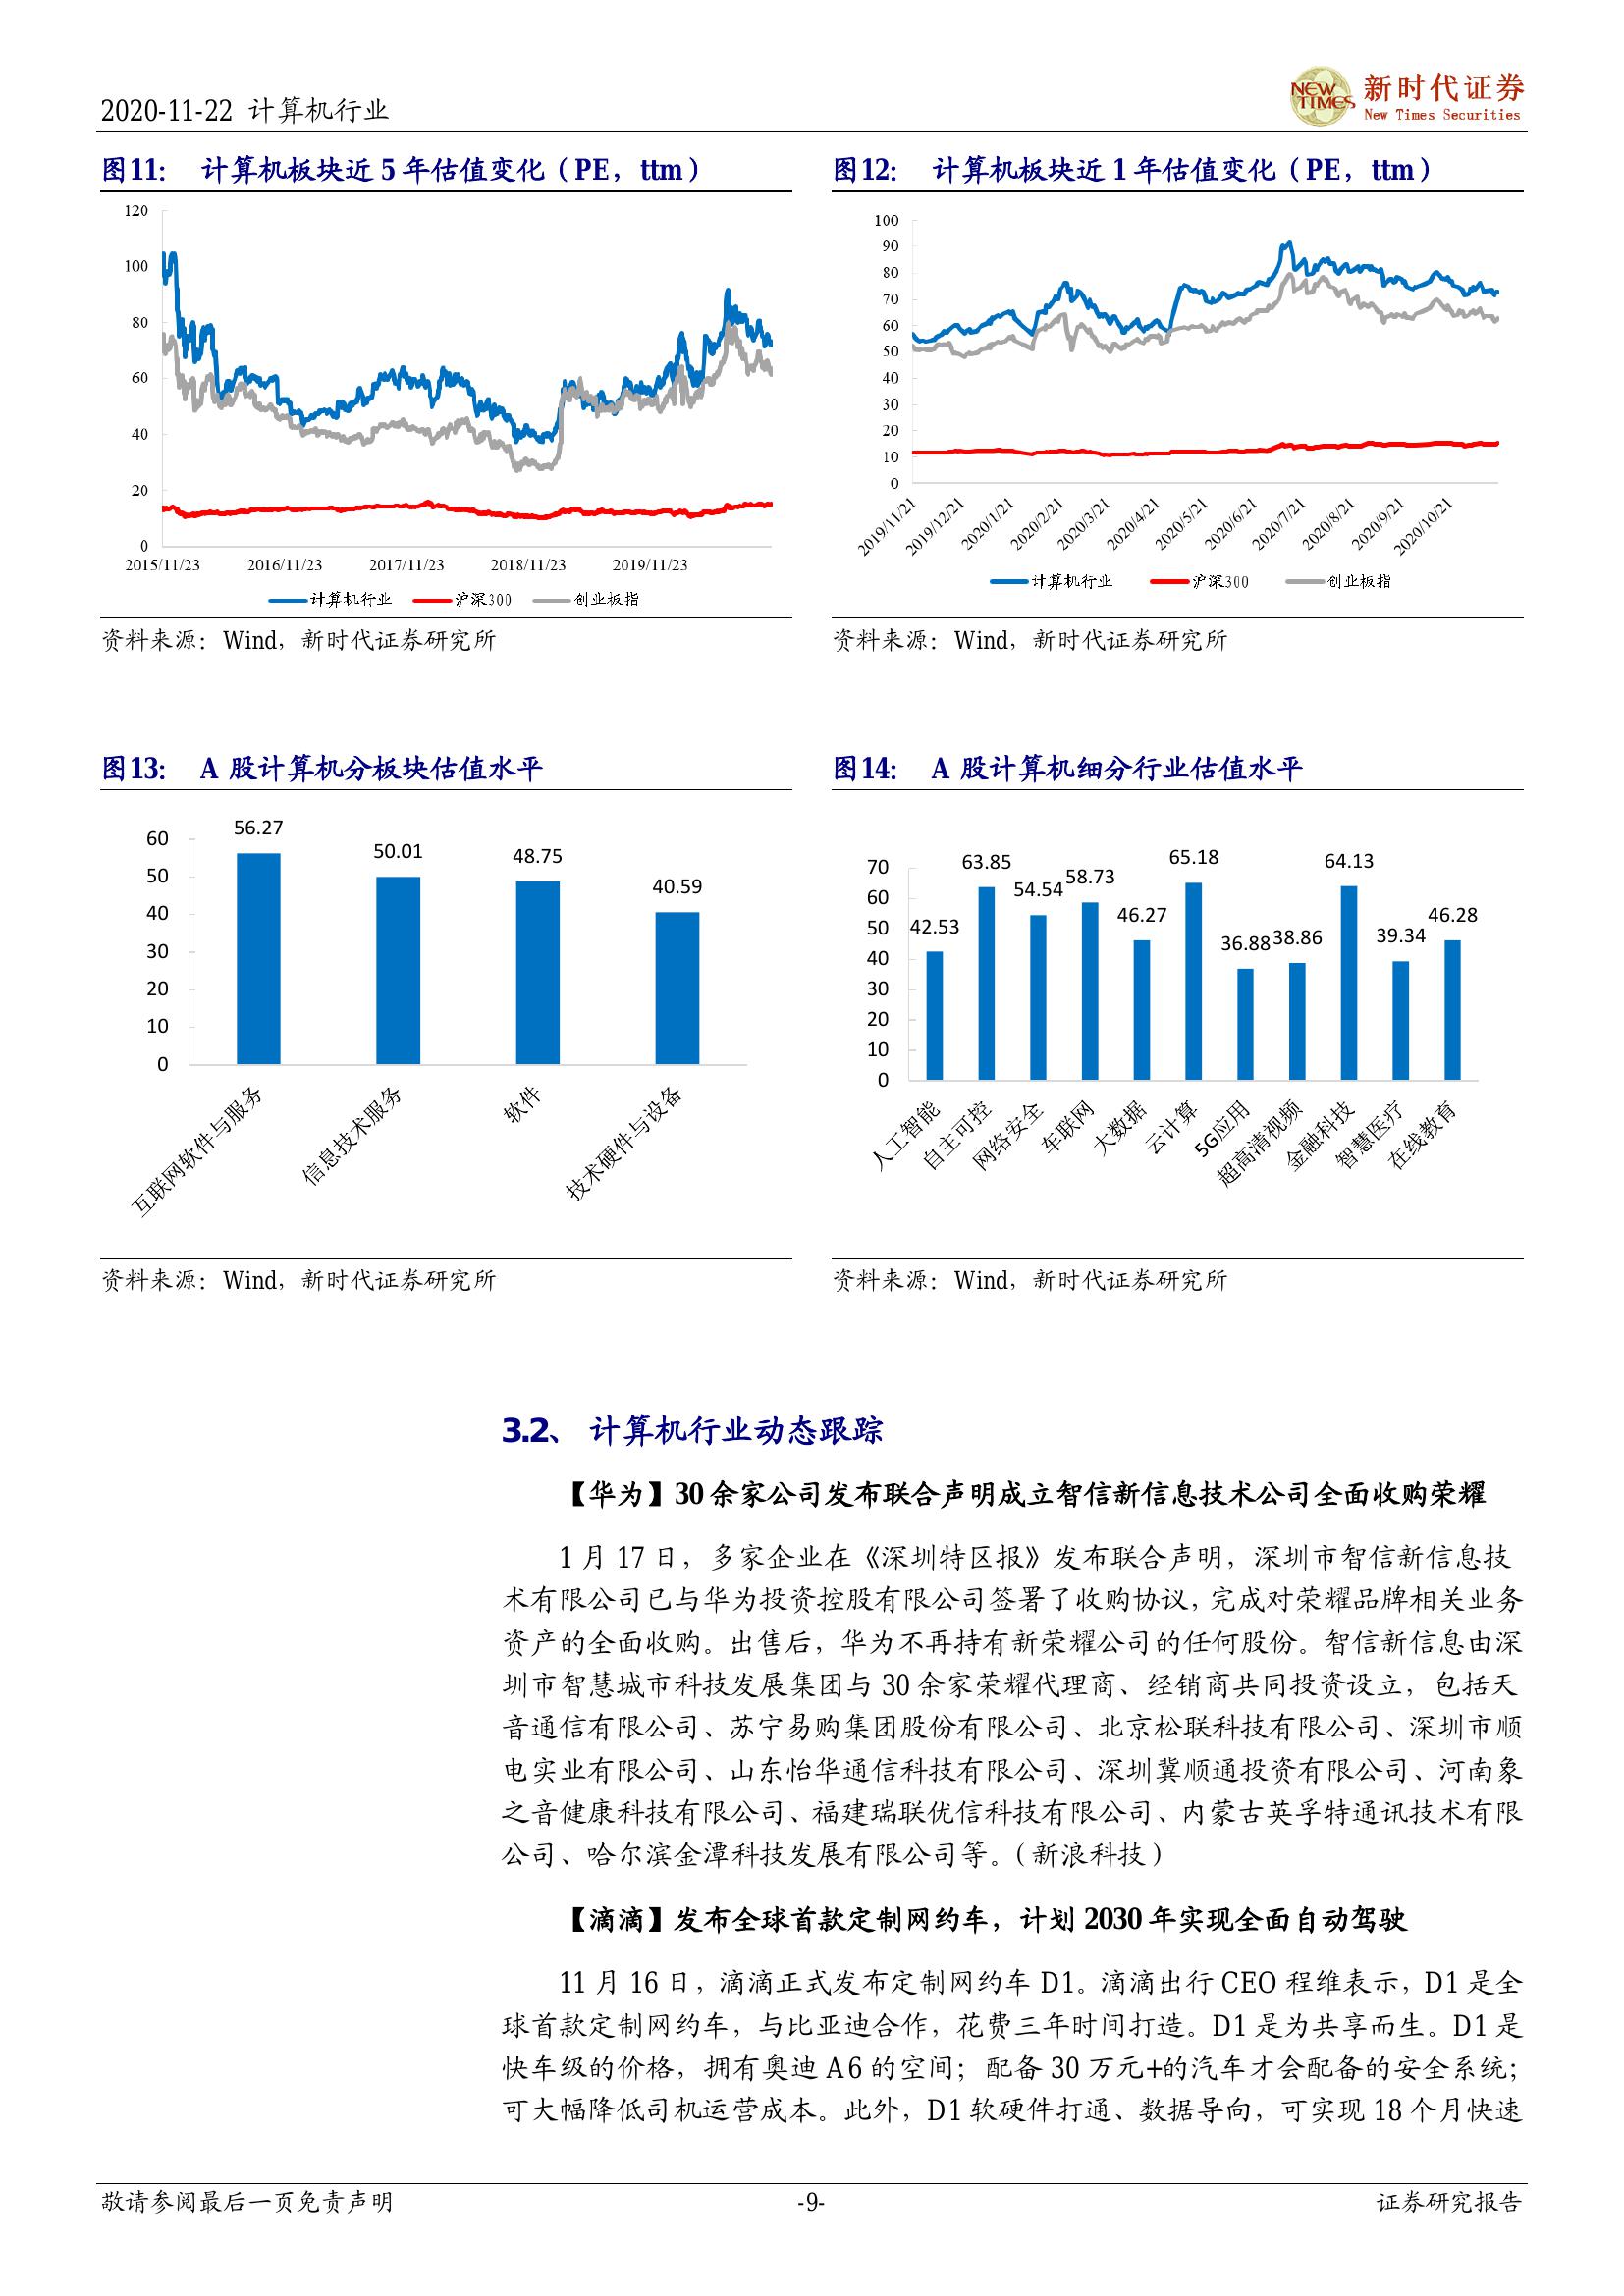 2020-11-22 计算机行业
NEW TIMES
新时代证券
New Times Securities
图11： 计算机板块近 5 年估值变化（PE，ttm）
120
100
80
60
40
20
0
2015/11/23 2016/11/23 2017/11/23 2018/11/23 2019/11/23
计算机行业 沪深300 创业板指
资料来源：Wind，新时代证券研究所
图12： 计算机板块近 1 年估值变化（PE，ttm）
100
90
80
70
60
50
40
30
20
10
0
2019/11/21 2019/12/21 2020/1/21 2020/2/21 2020/3/21 2020/4/21 2020/5/21 2020/6/21 2020/7/21 2020/8/21 2020/9/21 2020/10/21
计算机行业 沪深300 创业板指
资料来源：Wind，新时代证券研究所
图13： A 股计算机分板块估值水平
60
50
40
30
20
10
0
56.27 50.01 48.75 40.59
互联网软件与服务 信息技术服务 软件 技术硬件与设备
资料来源：Wind，新时代证券研究所
图14： A 股计算机细分行业估值水平
70
60
50
40
30
20
10
0
42.53 63.85 54.54 58.73 46.27 65.18 36.88 38.86 64.13 39.34 46.28
人工智能 自主可控 网络安全 车联网 大数据 云计算 5G应用 超高清视频 金融科技 智慧医疗 在线教育
资料来源：Wind，新时代证券研究所
3.2、 计算机行业动态跟踪
【华为】30 余家公司发布联合声明成立智信新信息技术公司全面收购荣耀
1 月 17 日，多家企业在《深圳特区报》发布联合声明，深圳市智信新信息技
术有限公司已与华为投资控股有限公司签署了收购协议，完成对荣耀品牌相关业务
资产的全面收购。出售后，华为不再持有新荣耀公司的任何股份。智信新信息由深
圳市智慧城市科技发展集团与 30 余家荣耀代理商、经销商共同投资设立，包括天
音通信有限公司、苏宁易购集团股份有限公司、北京松联科技有限公司、深圳市顺
电实业有限公司、山东怡华通信科技有限公司、深圳冀顺通投资有限公司、河南象
之音健康科技有限公司、福建瑞联优信科技有限公司、内蒙古英孚特通讯技术有限
公司、哈尔滨金潭科技发展有限公司等。（新浪科技）
【滴滴】发布全球首款定制网约车，计划 2030 年实现全面自动驾驶
11 月 16 日，滴滴正式发布定制网约车 D1。滴滴出行 CEO 程维表示，D1 是全
球首款定制网约车，与比亚迪合作，花费三年时间打造。D1 是为共享而生。D1 是
快车级的价格，拥有奥迪 A6 的空间；配备 30 万元+的汽车才会配备的安全系统；
可大幅降低司机运营成本。此外，D1 软硬件打通、数据导向，可实现 18 个月快速
敬请参阅最后一页免责声明
-9-
证券研究报告